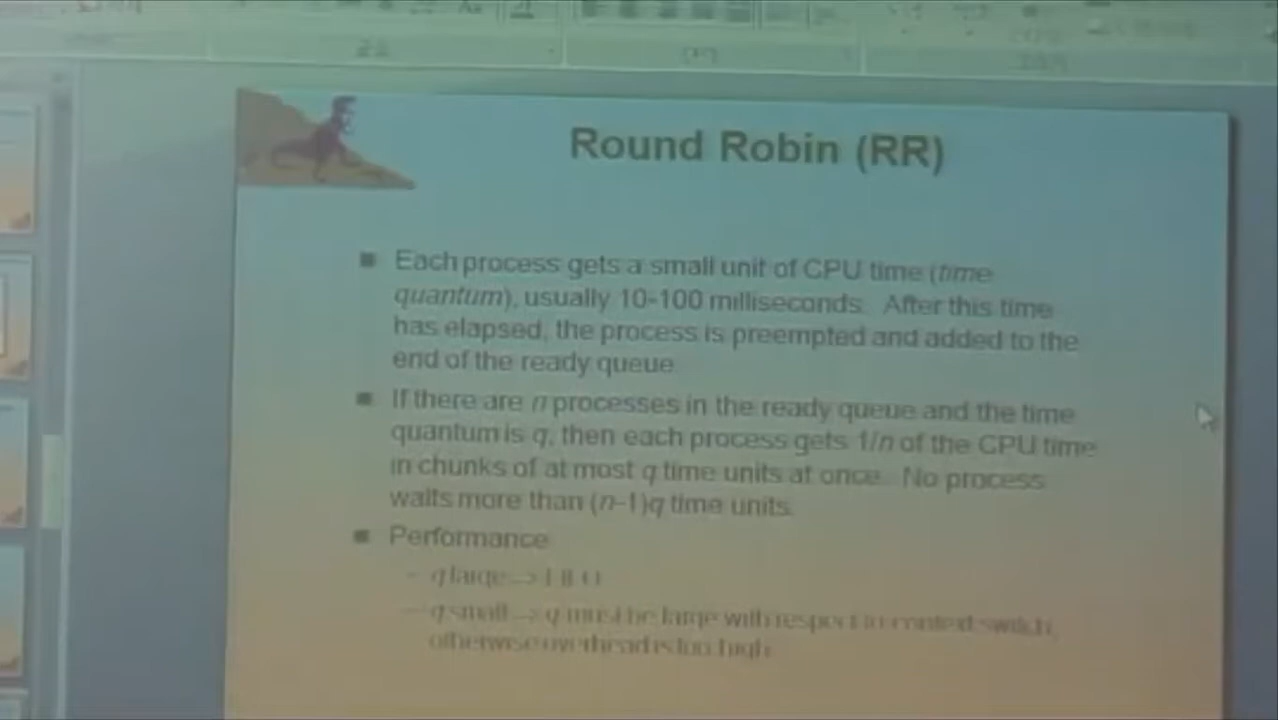 Round Robin (RR)
■ Each process gets a small unit of CPU time (time
quantum), usually 10-100 milliseconds. After this time
has elapsed, the process is preempted and added to the
end of the ready queue.
■ If there are n processes in the ready queue and the time
quantum is q, then each process gets 1/n of the CPU time
in chunks of at most q time units at once. No process
waits more than (n-1)q time units.
■ Performance
– q large -> FIFO
– q small -> q must be large with respect to context switch,
otherwise overhead is too high